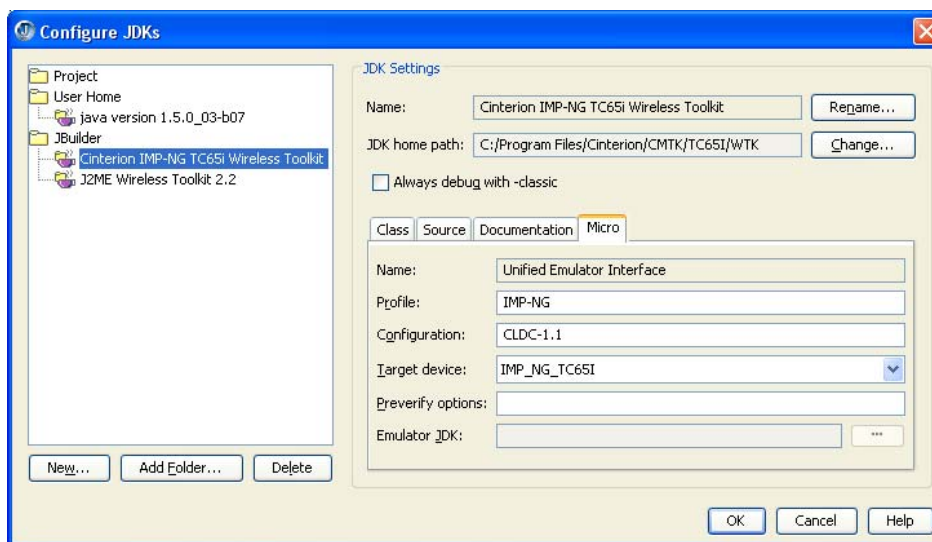 Configure JDKs
Project
User Home
java version 1.5.0_03-b07
JBuilder
Cinterion IMP-NG TC65i Wireless Toolkit
J2ME Wireless Toolkit 2.2
New...
Add Folder...
Delete
JDK Settings
Name: Cinterion IMP-NG TC65i Wireless Toolkit Rename...
JDK home path: C:/Program Files/Cinterion/CMTK/TC65I/WTK Change...
Always debug with -classic
Class Source Documentation Micro
Name: Unified Emulator Interface
Profile: IMP-NG
Configuration: CLDC-1.1
Target device: IMP_NG_TC65I
Preverify options:
Emulator JDK: ...
OK Cancel Help